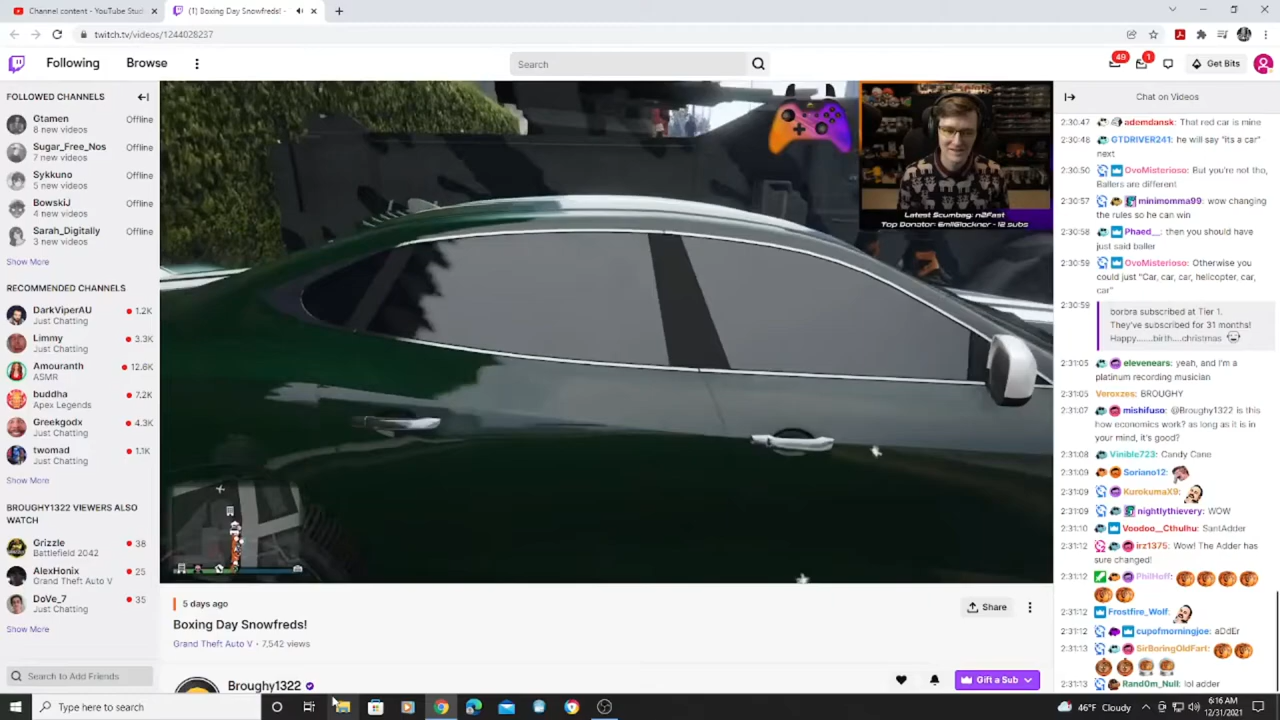 Channel content - YouTube Stud
(1) Boxing Day Snowfreds! -
twitch.tv/videos/1244028237
Following
Browse
Search
49
1
Get Bits
FOLLOWED CHANNELS
Gtamen
Offline
8 new videos
Sugar_Free_Nos
Offline
7 new videos
Sykkuno
Offline
5 new videos
BowskiJ
Offline
4 new videos
Sarah_Digitally
Offline
3 new videos
Show More
RECOMMENDED CHANNELS
DarkViperAU
1.2K
Just Chatting
Limmy
3.3K
Just Chatting
Amouranth
12.6K
ASMR
buddha
7.2K
Apex Legends
Greekgodx
4.3K
Just Chatting
twomad
1.1K
Just Chatting
Show More
BROUGHY1322 VIEWERS ALSO
WATCH
Grizzle
38
Battlefield 2042
AlexHonix
25
Grand Theft Auto V
DoVe_7
35
Just Chatting
Show More
Search to Add Friends
Latest Scumbag: n2Fast
Top Donator: EmilGlockner - 12 subs
5 days ago
Share
Boxing Day Snowfreds!
Grand Theft Auto V • 7,542 views
Broughy1322
Gift a Sub
Chat on Videos
2:30:47 ademdansk: That red car is mine
2:30:48 GTDRIVER241: he will say "its a car"
next
2:30:50 OvoMisterioso: But you're not tho,
Ballers are different
2:30:57 minimomma99: wow changing
the rules so he can win
2:30:58 Phaed__: then you should have
just said baller
2:30:59 OvoMisterioso: Otherwise you
could just "Car, car, car, helicopter, car,
car"
2:30:59 borbra subscribed at Tier 1.
They've subscribed for 31 months!
Happy.......birth....christmas
2:31:05 elevenears: yeah, and I'm a
platinum recording musician
2:31:05 Veroxzes: BROUGHY
2:31:07 mishifuso: @Broughy1322 is this
how economics work? as long as it is in
your mind, it's good?
2:31:08 Vinible723: Candy Cane
2:31:09 Soriano12:
2:31:09 KurokumaX9:
2:31:09 nightlythievery: WOW
2:31:10 Voodoo__Cthulhu: SantAdder
2:31:12 irz1375: Wow! The Adder has
sure changed!
2:31:12 PhilHoff:
2:31:12 Frostfire_Wolf:
2:31:12 cupofmorningjoe: aDdEr
2:31:13 SirBoringOldFart:
2:31:13 Rand0m_Null: lol adder
Type here to search
46°F Cloudy
6:16 AM
12/31/2021